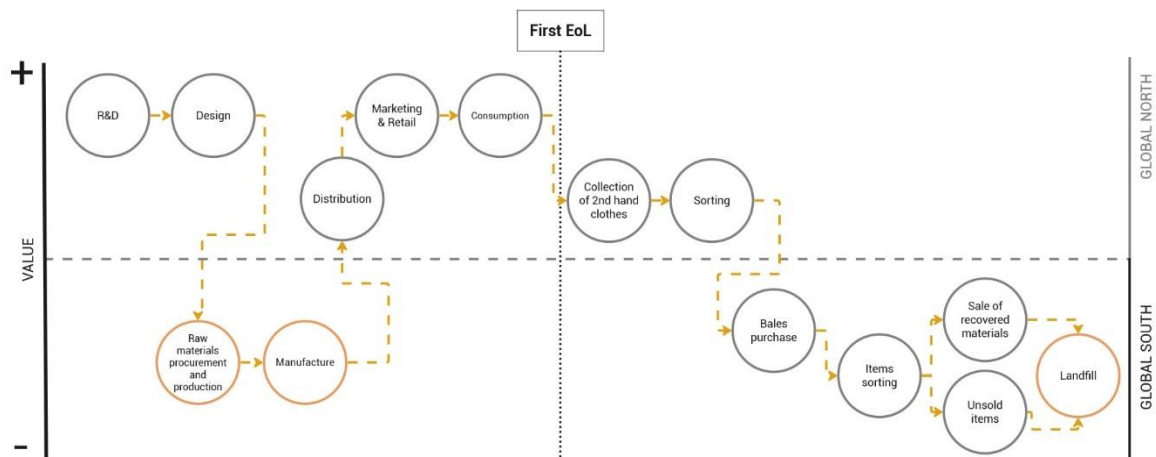 First EoL
+
R&D
Design
Marketing
& Retail
Consumption
Distribution
Collection
of 2nd hand
clothes
Sorting
GLOBAL NORTH
VALUE
Raw
materials
procurement
and
production
Manufacture
Bales
purchase
Items
sorting
Sale of
recovered
materials
Unsold
items
Landfill
GLOBAL SOUTH
-